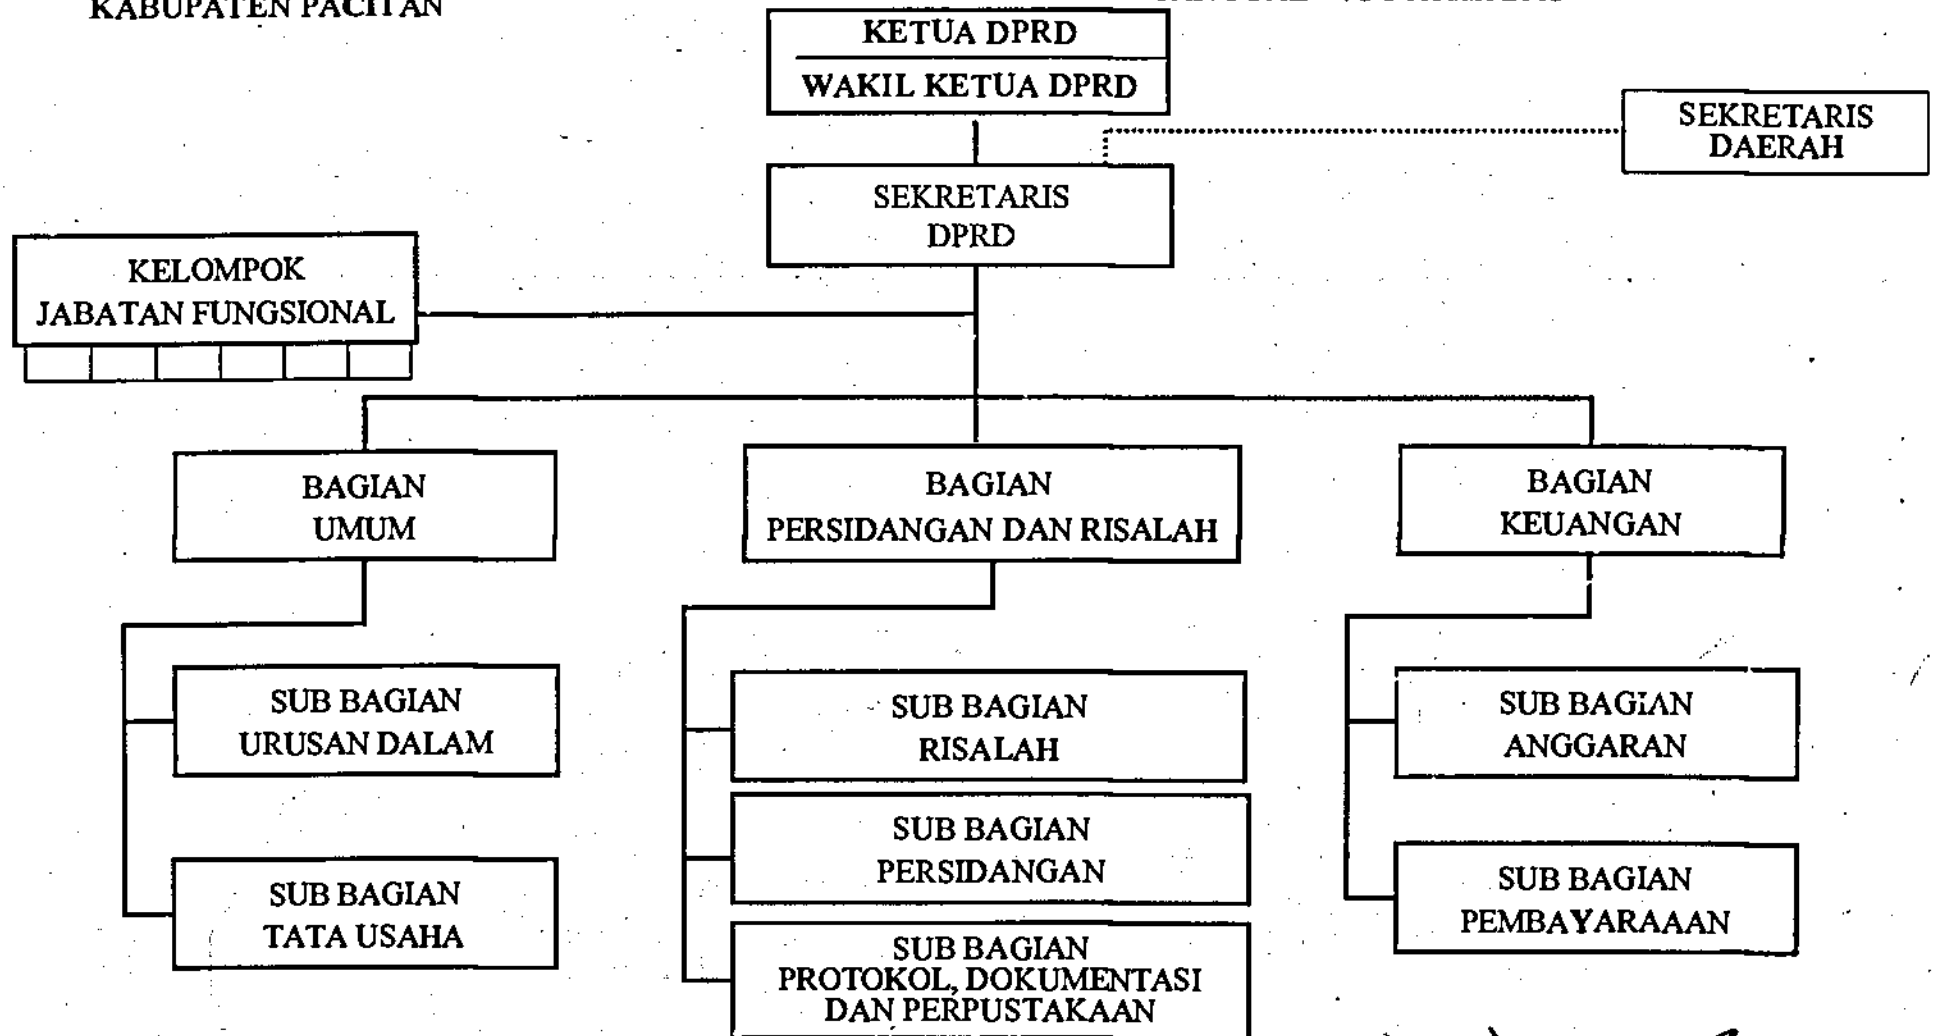 KABUPATEN PACITAN
KETUA DPRD
WAKIL KETUA DPRD
SEKRETARIS
DAERAH
SEKRETARIS
DPRD
KELOMPOK
JABATAN FUNGSIONAL
BAGIAN
UMUM
BAGIAN
PERSIDANGAN DAN RISALAH
BAGIAN
KEUANGAN
SUB BAGIAN
URUSAN DALAM
SUB BAGIAN
TATA USAHA
SUB BAGIAN
RISALAH
SUB BAGIAN
PERSIDANGAN
SUB BAGIAN
PROTOKOL, DOKUMENTASI
DAN PERPUSTAKAAN
SUB BAGIAN
ANGGARAN
SUB BAGIAN
PEMBAYARAAAN